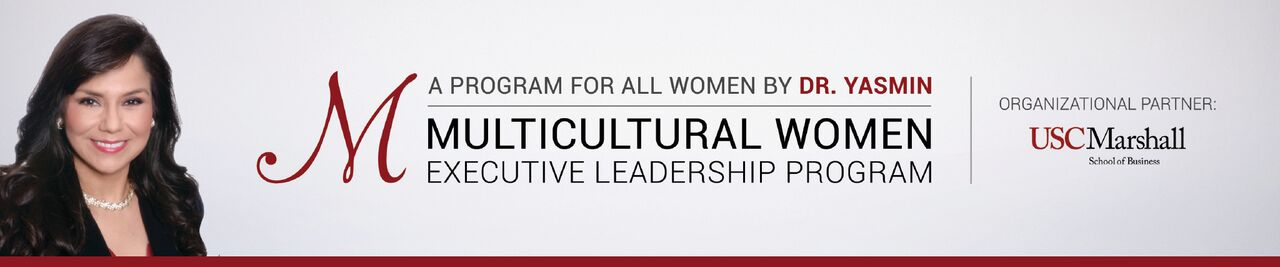 M
A PROGRAM FOR ALL WOMEN BY DR. YASMIN
MULTICULTURAL WOMEN
EXECUTIVE LEADERSHIP PROGRAM
ORGANIZATIONAL PARTNER:
USCMarshall
School of Business